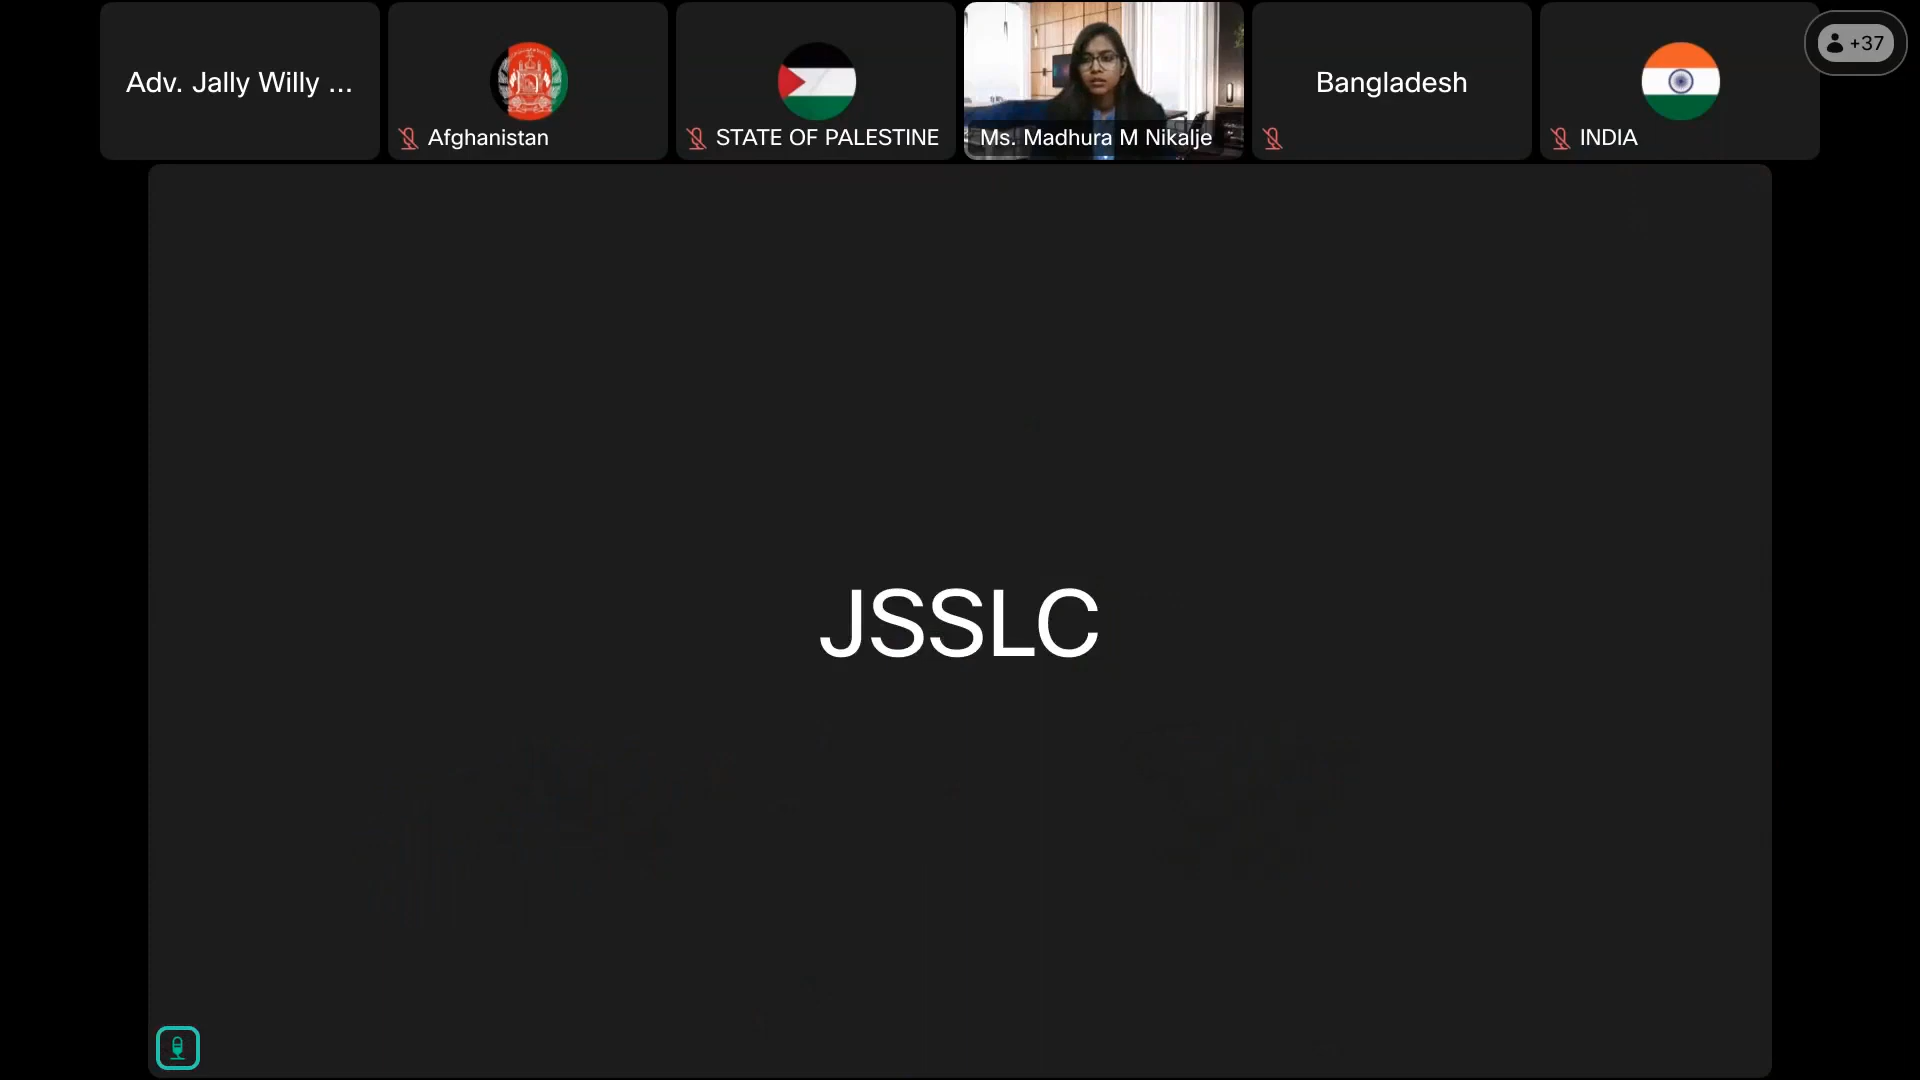 Adv. Jally Willy ...
Afghanistan
STATE OF PALESTINE
Ms. Madhura M Nikalje
Bangladesh
INDIA
+37
JSSLC